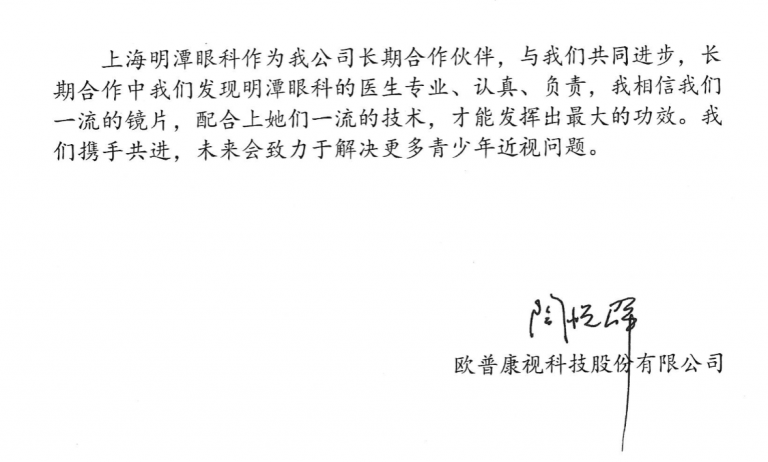 上海明潭眼科作为我公司长期合作伙伴，与我们共同进步，长
期合作中我们发现明潭眼科的医生专业、认真、负责，我相信我们
一流的镜片，配合上她们一流的技术，才能发挥出最大的功效。我
们携手共进，未来会致力于解决更多青少年近视问题。
陶悦群
欧普康视科技股份有限公司